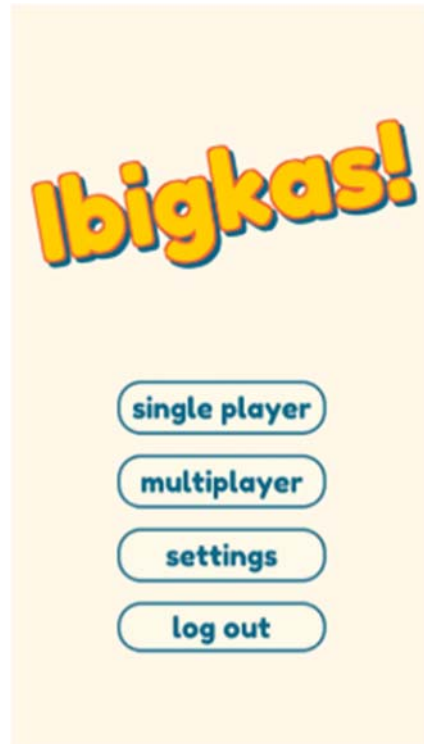 Ibigkas!
single player
multiplayer
settings
log out